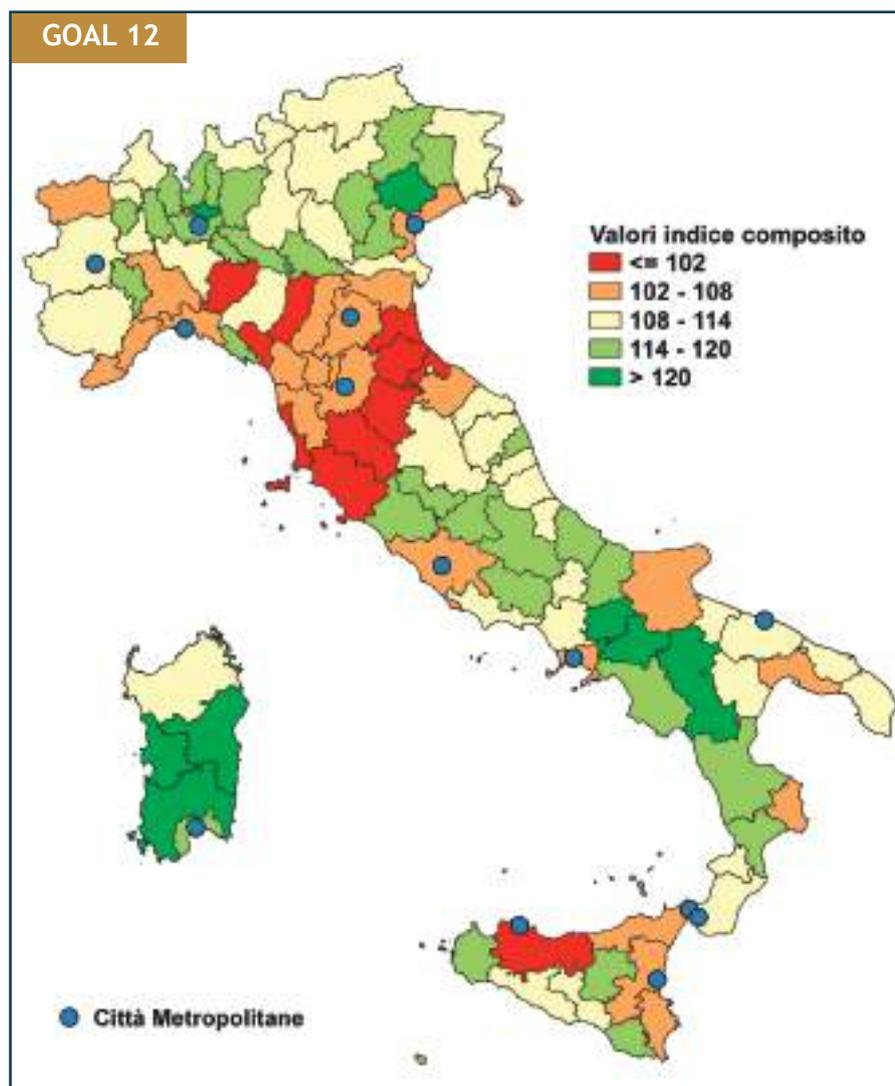 GOAL 12
Valori indice composito
<= 102
102 - 108
108 - 114
114 - 120
> 120
Città Metropolitane